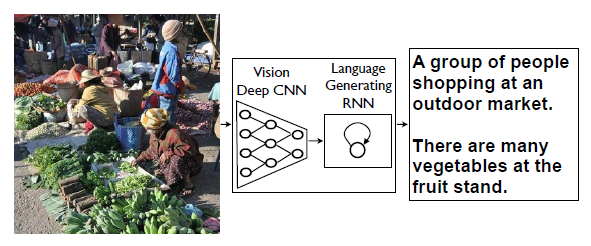 Vision
Deep CNN
Language
Generating
RNN
A group of people
shopping at an
outdoor market.
There are many
vegetables at the
fruit stand.